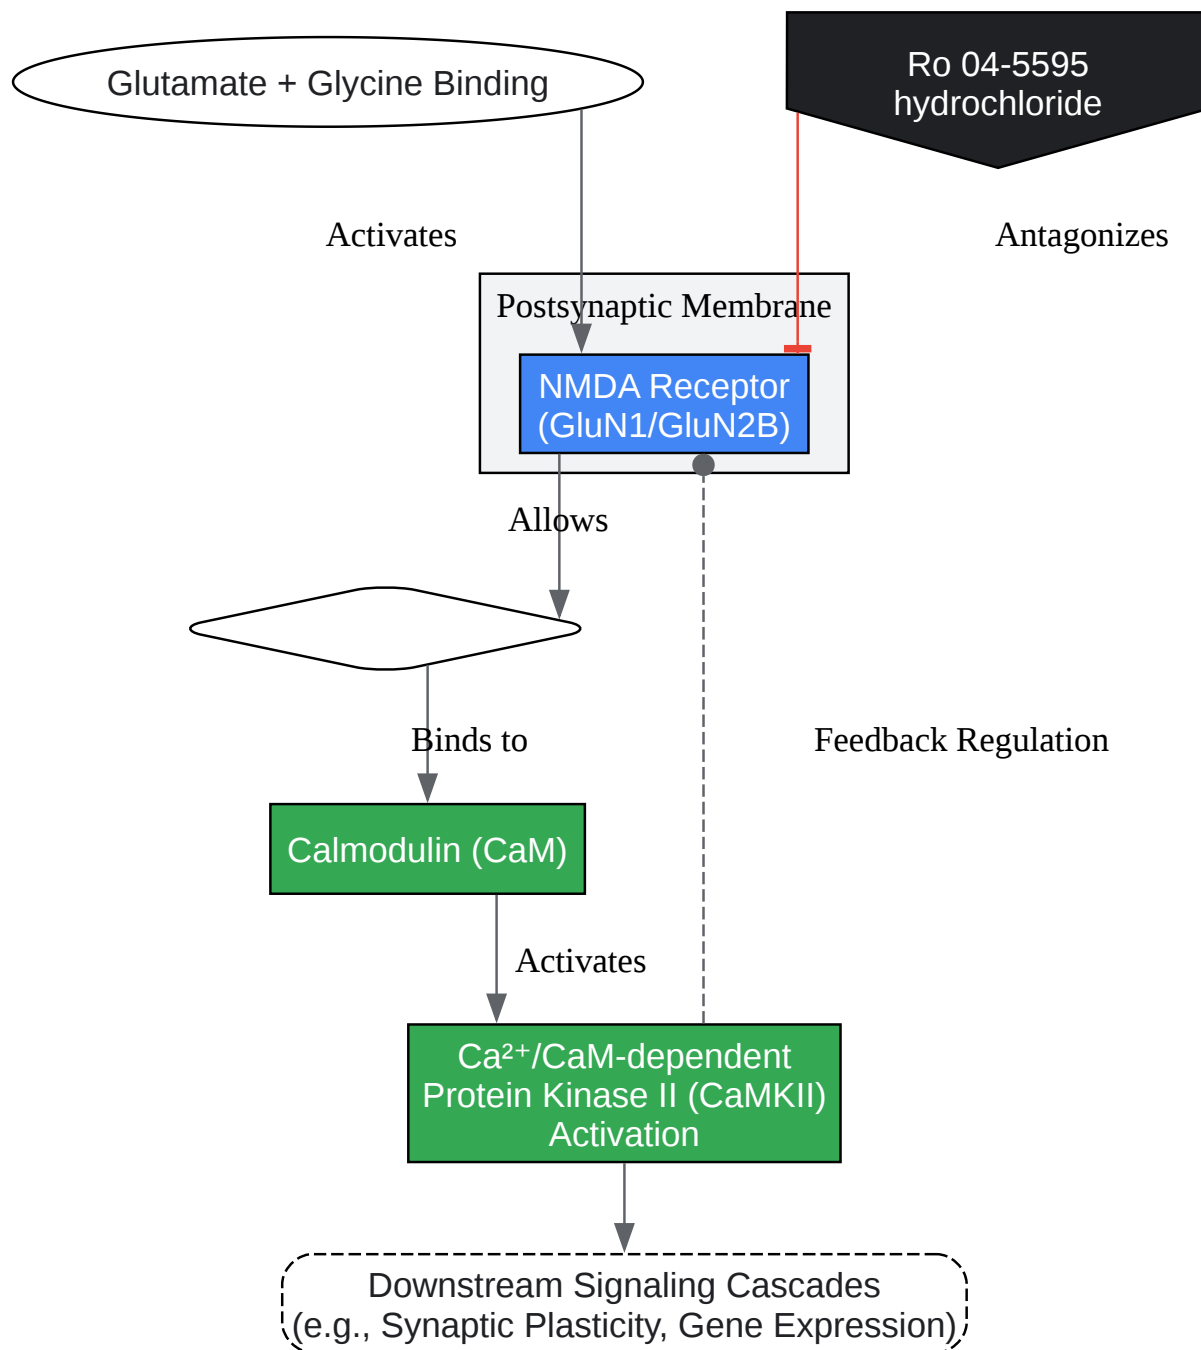 Glutamate + Glycine Binding
Ro 04-5595
hydrochloride
Activates
Antagonizes
Postsynaptic Membrane
NMDA Receptor
(GluN1/GluN2B)
Allows
Binds to
Feedback Regulation
Calmodulin (CaM)
Activates
Ca²⁺/CaM-dependent
Protein Kinase II (CaMKII)
Activation
Downstream Signaling Cascades
(e.g., Synaptic Plasticity, Gene Expression)